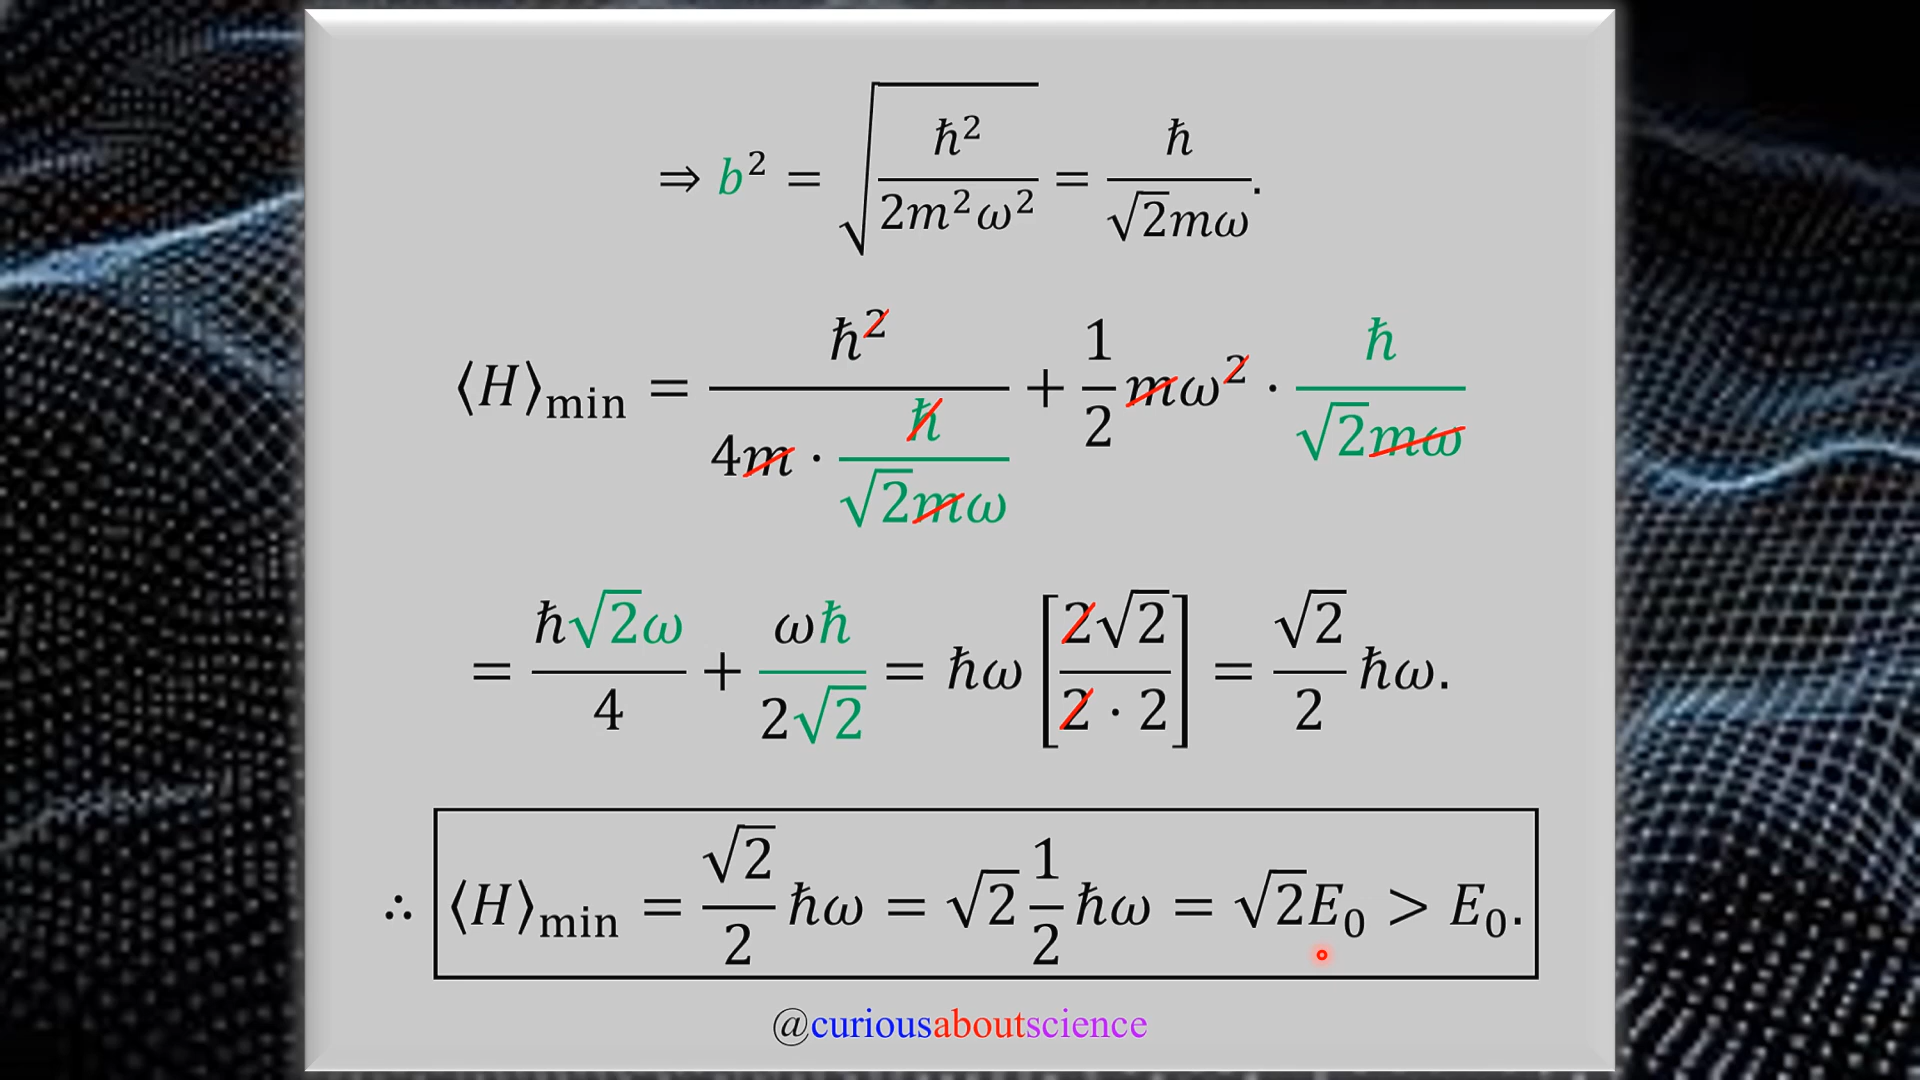 ⇒ b² = √(ħ² / 2m²ω²) = ħ / √2mω.
⟨H⟩min = ħ² / (4m · ħ / √2mω) + 1/2 mω² · ħ / √2mω
= ħ√2ω / 4 + ωħ / 2√2 = ħω [2√2 / 2 · 2] = √2 / 2 ħω.
∴ ⟨H⟩min = √2 / 2 ħω = √2 1/2 ħω = √2E₀ > E₀.
@curiousaboutscience